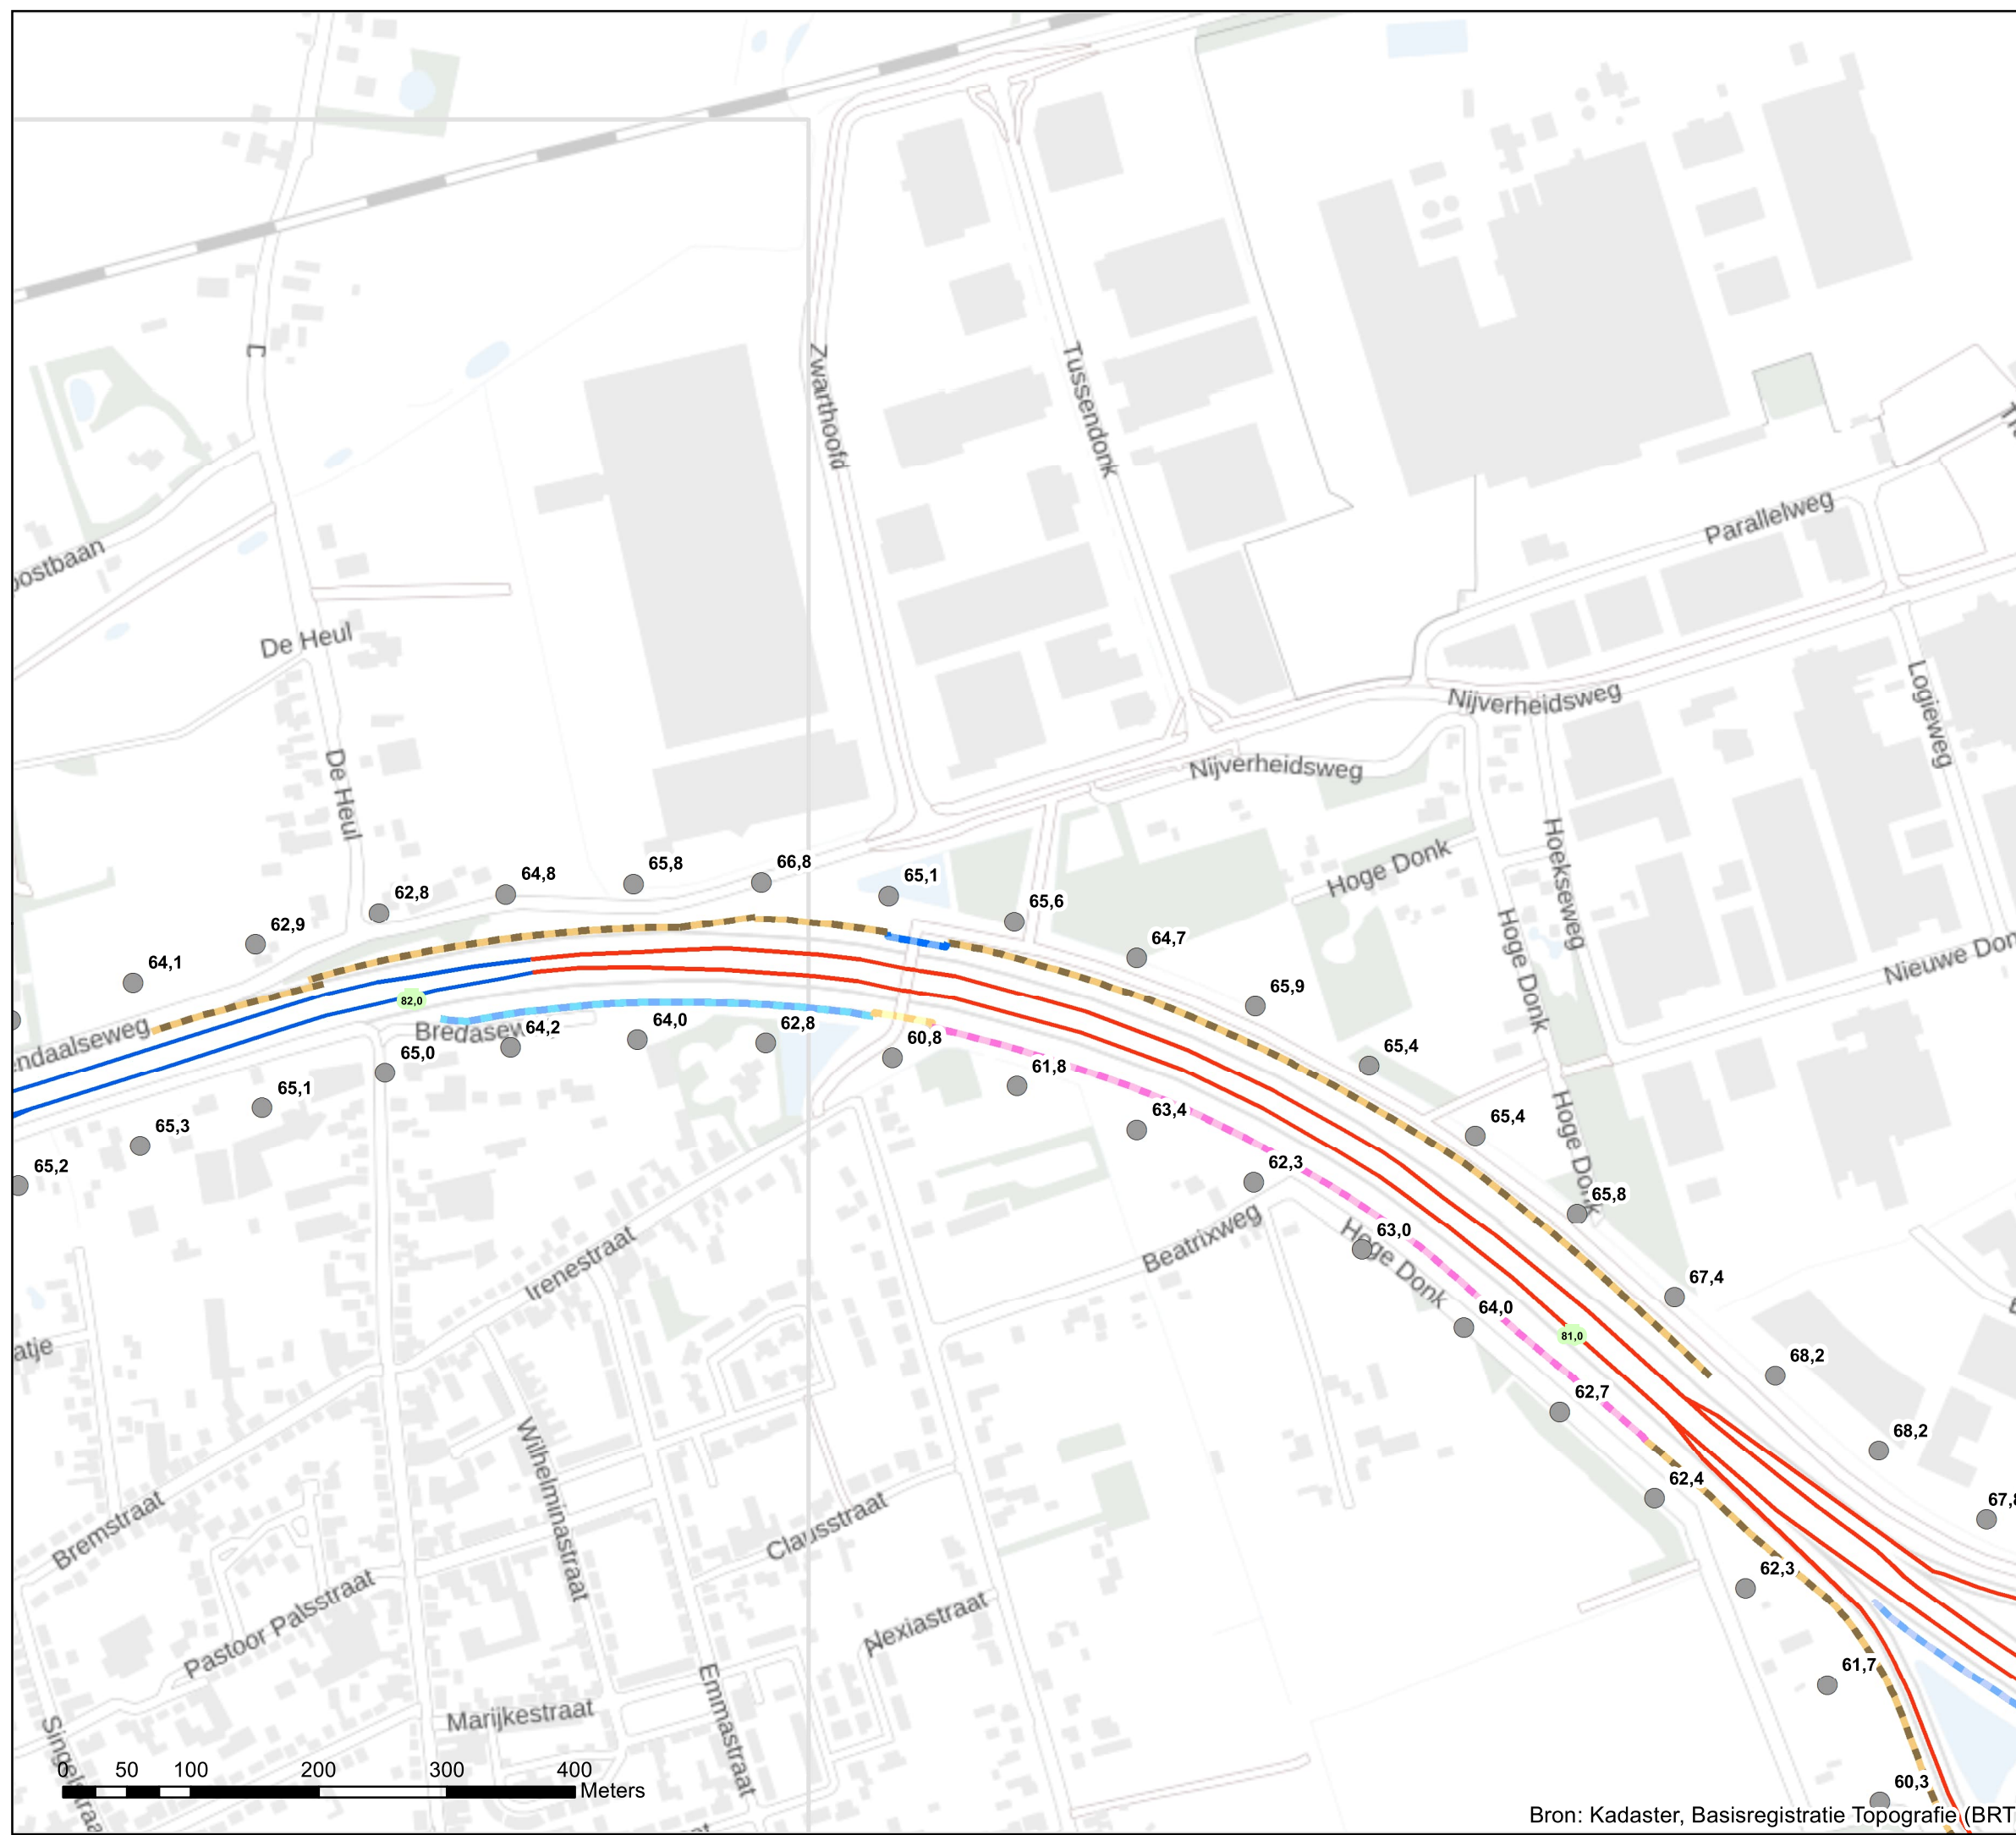 Zwarthoofd
Tussendonk
Parallelweg
De Heul
Nijverheidsweg
Logieweg
De Heul
Nijverheidsweg
Hoekseweg
Hoge Donk
Hoge Donk
Nieuwe Don
66,8
65,8
64,8
65,1
62,8
65,6
62,9
64,7
64,1
65,9
82,0
64,2
64,0
62,8
60,8
65,4
65,0
61,8
Hoge Donk
65,1
63,4
65,4
65,3
62,3
65,2
65,8
Beatrixweg
63,0
Hoge Donk
Irenestraat
67,4
64,0
81,0
68,2
62,7
68,2
62,4
67,8
Wilhelminastraat
Bremstraat
Clausstraat
62,3
Pastoor Palsstraat
61,7
Marijkestraat
Emmastraat
60,3
0 50 100 200 300 400
Meters
Bron: Kadaster, Basisregistratie Topografie (BRT